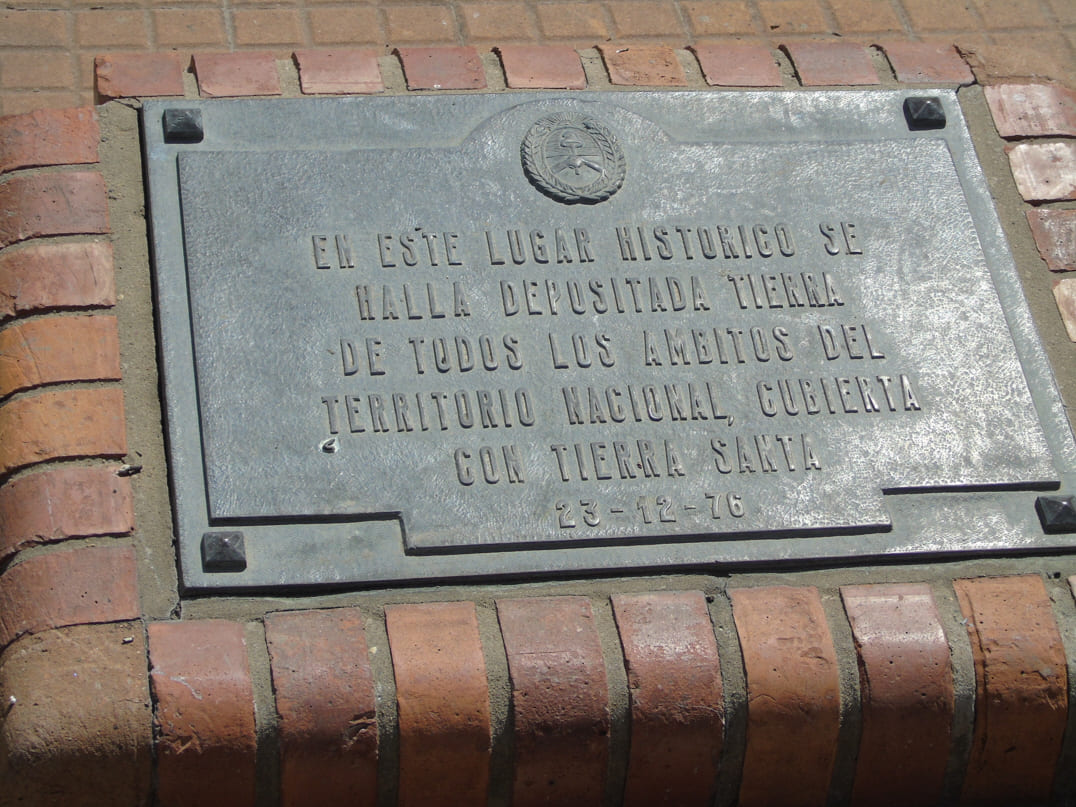 EN ESTE LUGAR HISTORICO SE
HALLA DEPOSITADA TIERRA
DE TODOS LOS AMBITOS DEL
TERRITORIO NACIONAL, CUBIERTA
CON TIERRA SANTA
23-12-76